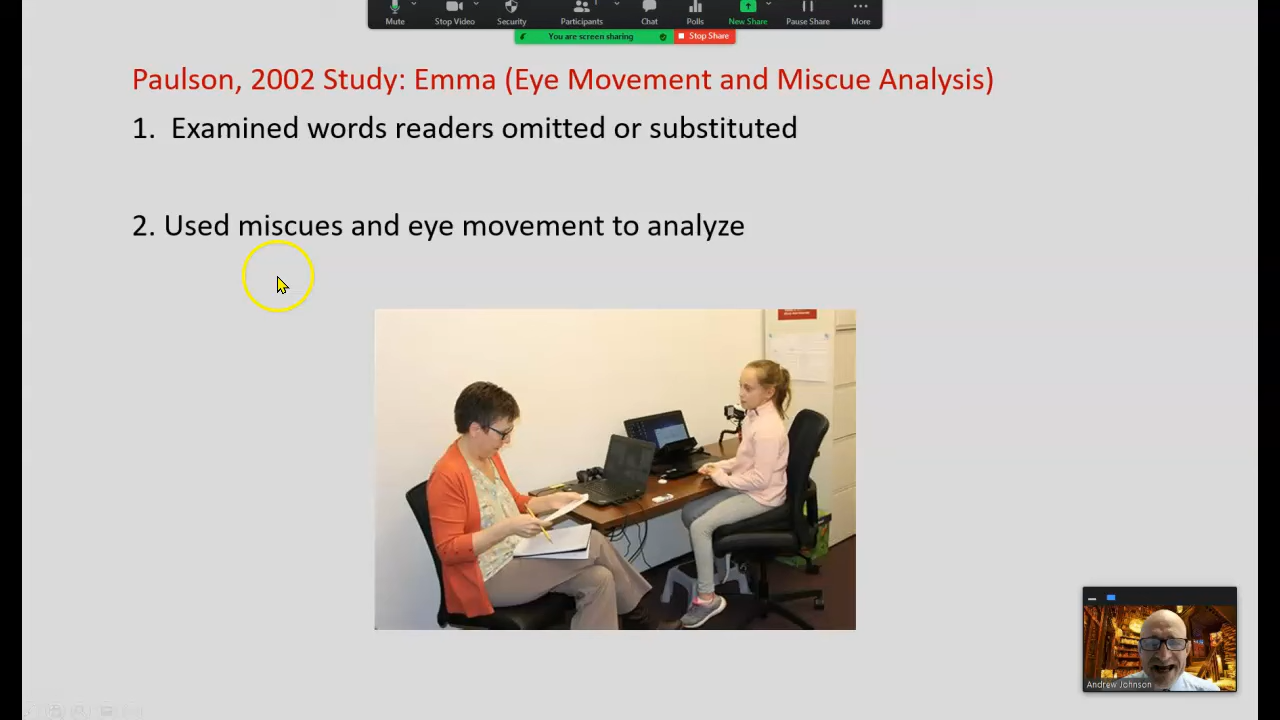 Mute
Stop Video
Security
Participants
Chat
Polls
New Share
Pause Share
More
You are screen sharing
Stop Share
Paulson, 2002 Study: Emma (Eye Movement and Miscue Analysis)
1. Examined words readers omitted or substituted
2. Used miscues and eye movement to analyze
Andrew Johnson